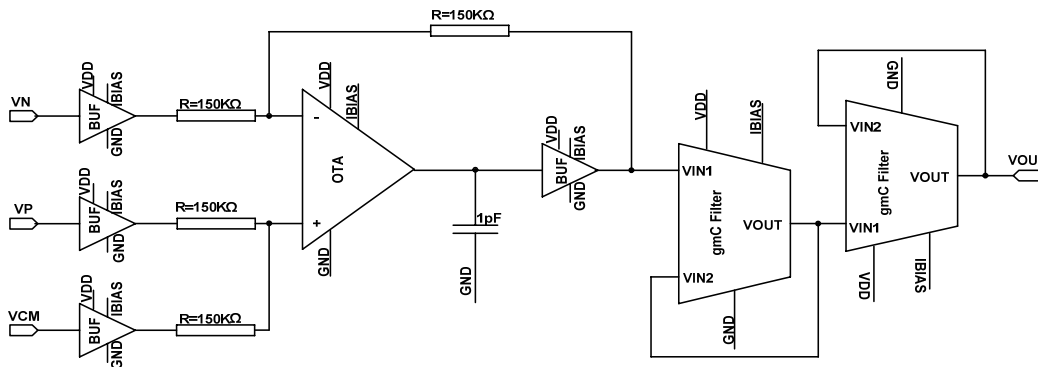 R=150KΩ
VN
BUF
VDD
IBIAS
GND
R=150KΩ
VDD
IBIAS
-
+
OTA
GND
VP
BUF
VDD
IBIAS
GND
R=150KΩ
VCM
BUF
VDD
IBIAS
GND
R=150KΩ
1pF
GND
BUF
VDD
IBIAS
GND
VDD
IBIAS
VIN1
gmC Filter
VOUT
VIN2
GND
GND
VIN2
gmC Filter
VOUT
VIN1
VDD
IBIAS
VOU